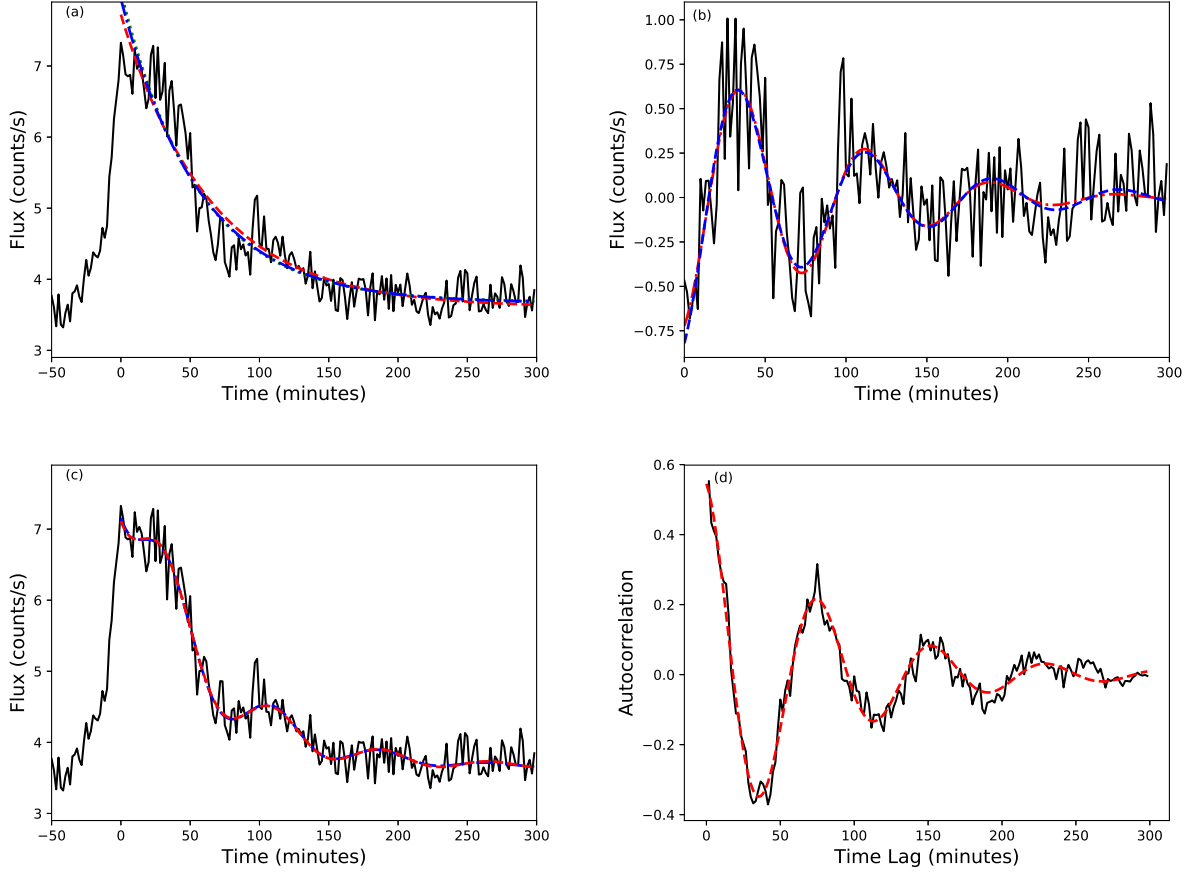 (a)
7
6
5
4
3
Flux (counts/s)
−50 0 50 100 150 200 250 300
Time (minutes)
(b)
1.00
0.75
0.50
0.25
0.00
−0.25
−0.50
−0.75
Flux (counts/s)
0 50 100 150 200 250 300
Time (minutes)
(c)
7
6
5
4
3
Flux (counts/s)
−50 0 50 100 150 200 250 300
Time (minutes)
(d)
0.6
0.4
0.2
0.0
−0.2
−0.4
Autocorrelation
0 50 100 150 200 250 300
Time Lag (minutes)